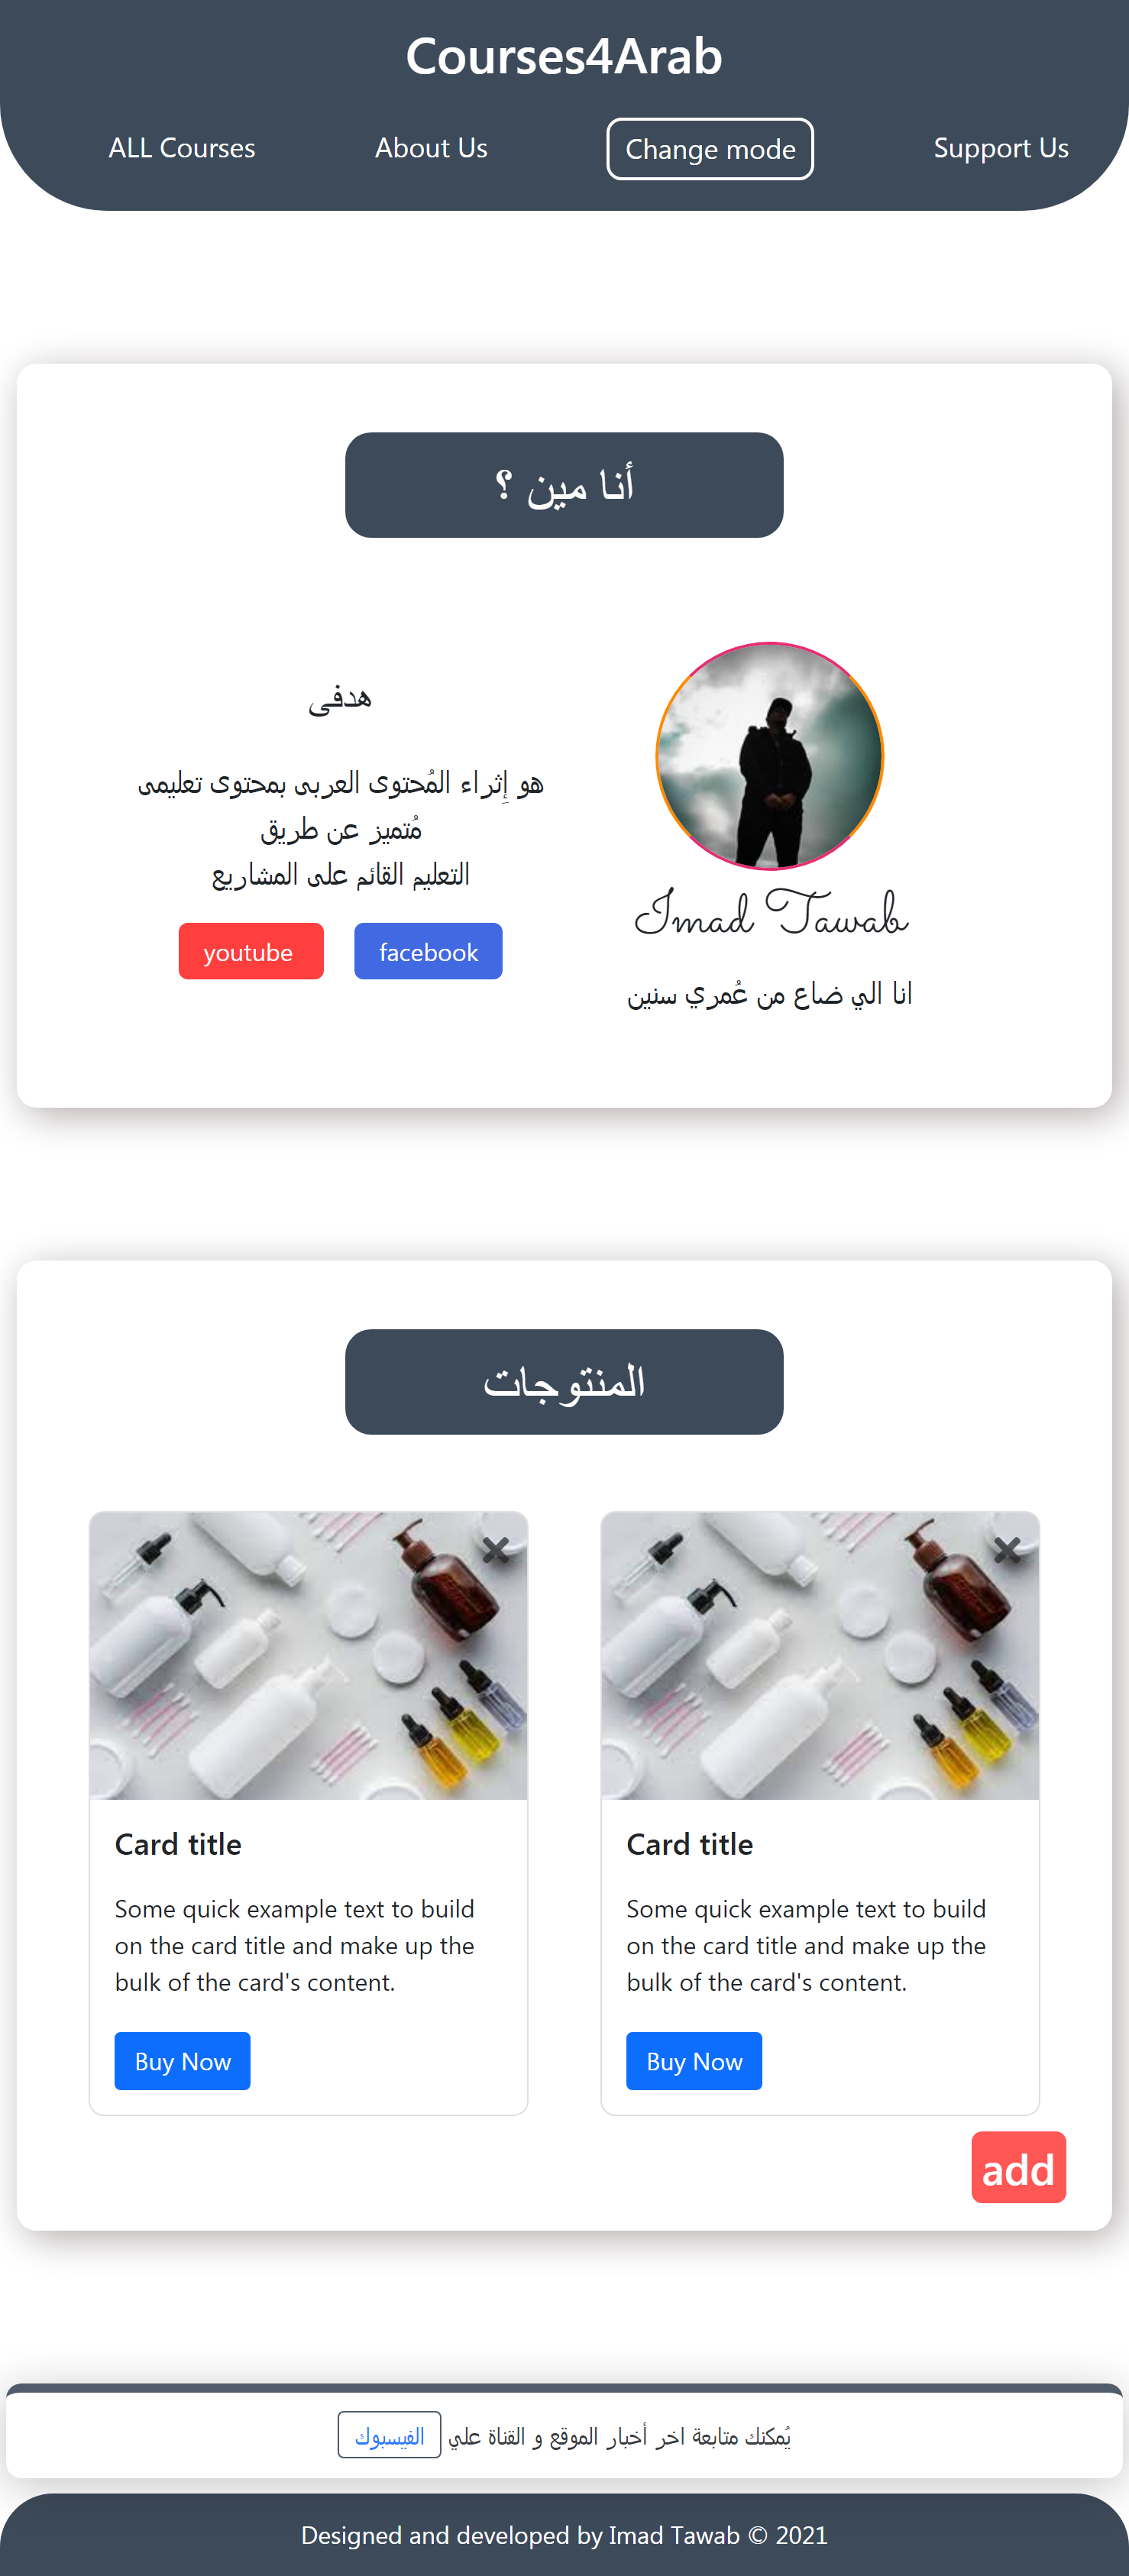 Courses4Arab
ALL Courses
About Us
Change mode
Support Us
أنا مين ؟
هدفى
هو إِثراء المُحتوى العربى بمحتوى تعليمى
مُتميز عن طريق
التعليم القائم على المشاريع
youtube
facebook
Imad Tawab
انا الي ضاع من عُمري سنين
المنتوجات
Card title
Some quick example text to build
on the card title and make up the
bulk of the card's content.
Buy Now
Card title
Some quick example text to build
on the card title and make up the
bulk of the card's content.
Buy Now
add
يُمكنك متابعة اخر أخبار الموقع و القناة علي الفيسبوك
Designed and developed by Imad Tawab © 2021